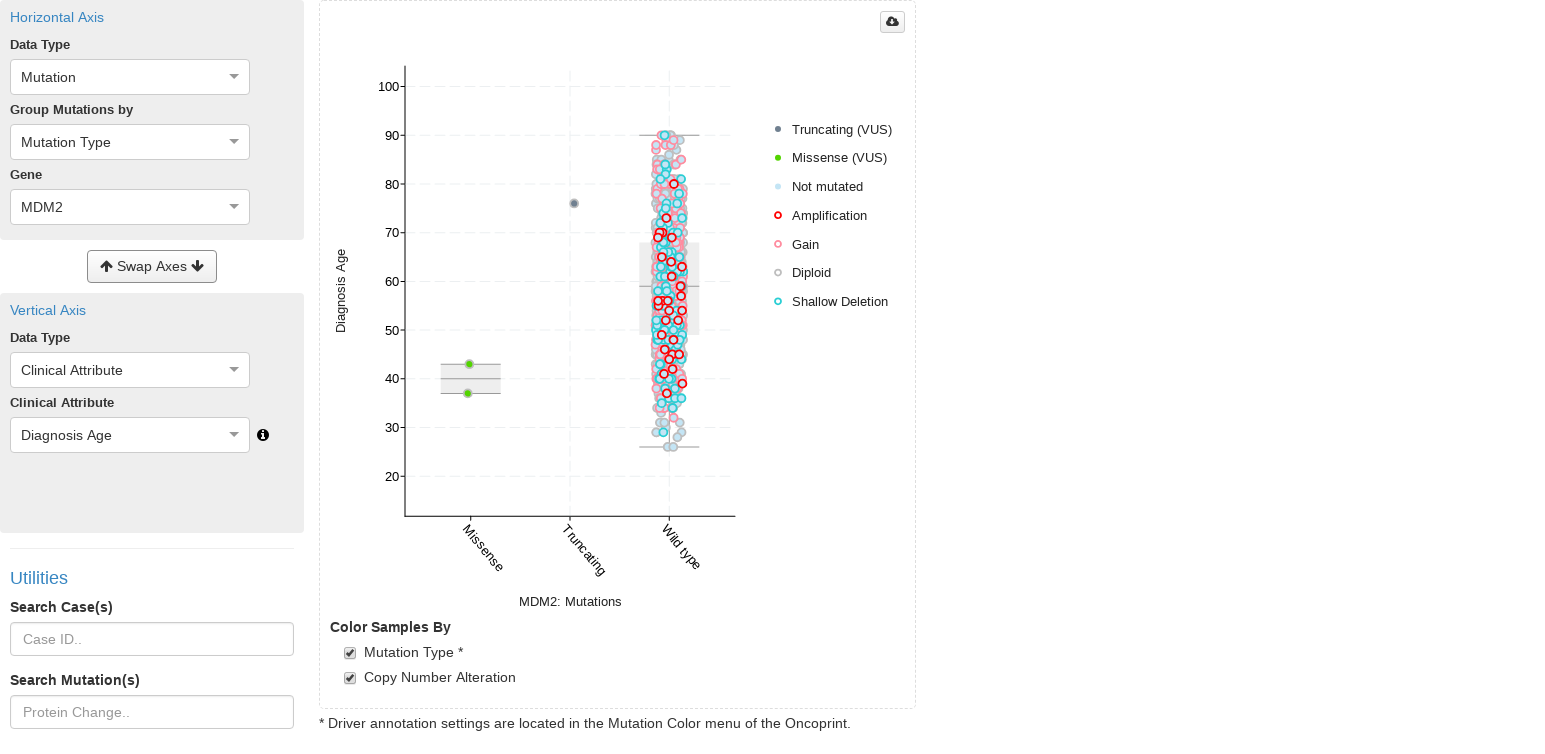 Horizontal Axis
Data Type
Mutation
Group Mutations by
Mutation Type
Gene
MDM2
Swap Axes
Vertical Axis
Data Type
Clinical Attribute
Clinical Attribute
Diagnosis Age
Utilities
Search Case(s)
Case ID..
Search Mutation(s)
Protein Change..
Diagnosis Age
100
90
80
70
60
50
40
30
20
Missense
Truncating
Wild type
MDM2: Mutations
Truncating (VUS)
Missense (VUS)
Not mutated
Amplification
Gain
Diploid
Shallow Deletion
Color Samples By
Mutation Type *
Copy Number Alteration
* Driver annotation settings are located in the Mutation Color menu of the Oncoprint.